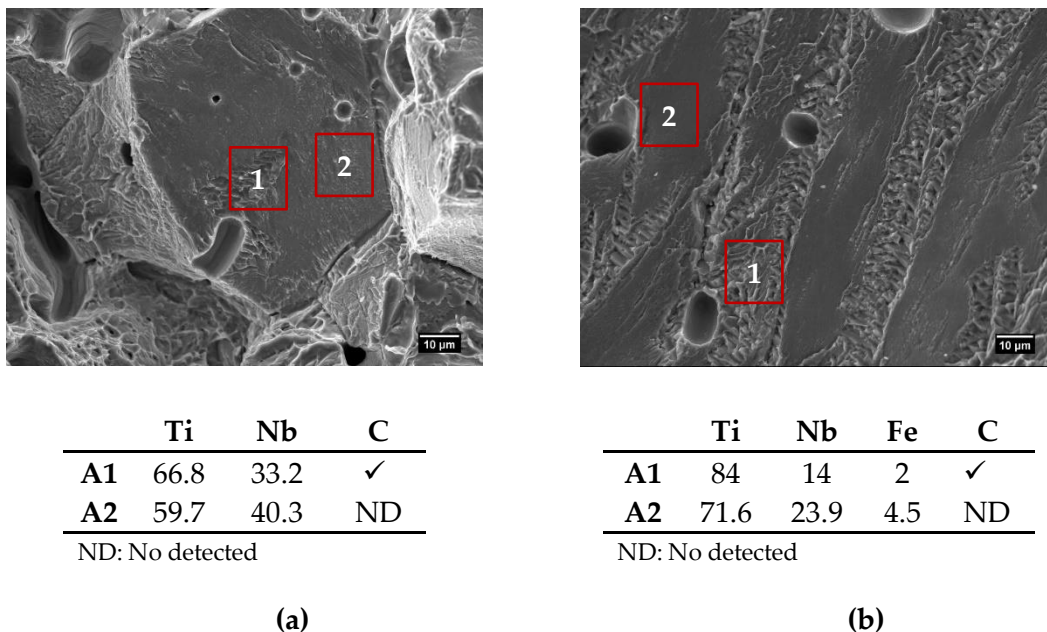 1
2
10 µm
2
1
10 µm
Ti Nb C
A1 66.8 33.2 ✓
A2 59.7 40.3 ND
ND: No detected
(a)
Ti Nb Fe C
A1 84 14 2 ✓
A2 71.6 23.9 4.5 ND
ND: No detected
(b)